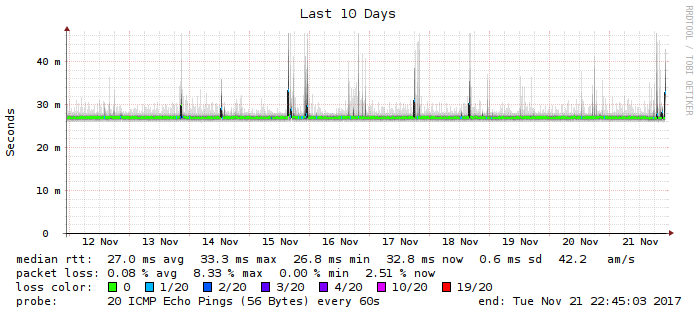 Last 10 Days
RRDTOOL / TOBI OETIKER
Seconds
40 m
30 m
20 m
10 m
0
12 Nov 13 Nov 14 Nov 15 Nov 16 Nov 17 Nov 18 Nov 19 Nov 20 Nov 21 Nov
median rtt: 27.0 ms avg 33.3 ms max 26.8 ms min 32.8 ms now 0.6 ms sd 42.2 am/s
packet loss: 0.08 % avg 8.33 % max 0.00 % min 2.51 % now
loss color: 0 1/20 2/20 3/20 4/20 10/20 19/20
probe: 20 ICMP Echo Pings (56 Bytes) every 60s end: Tue Nov 21 22:45:03 2017